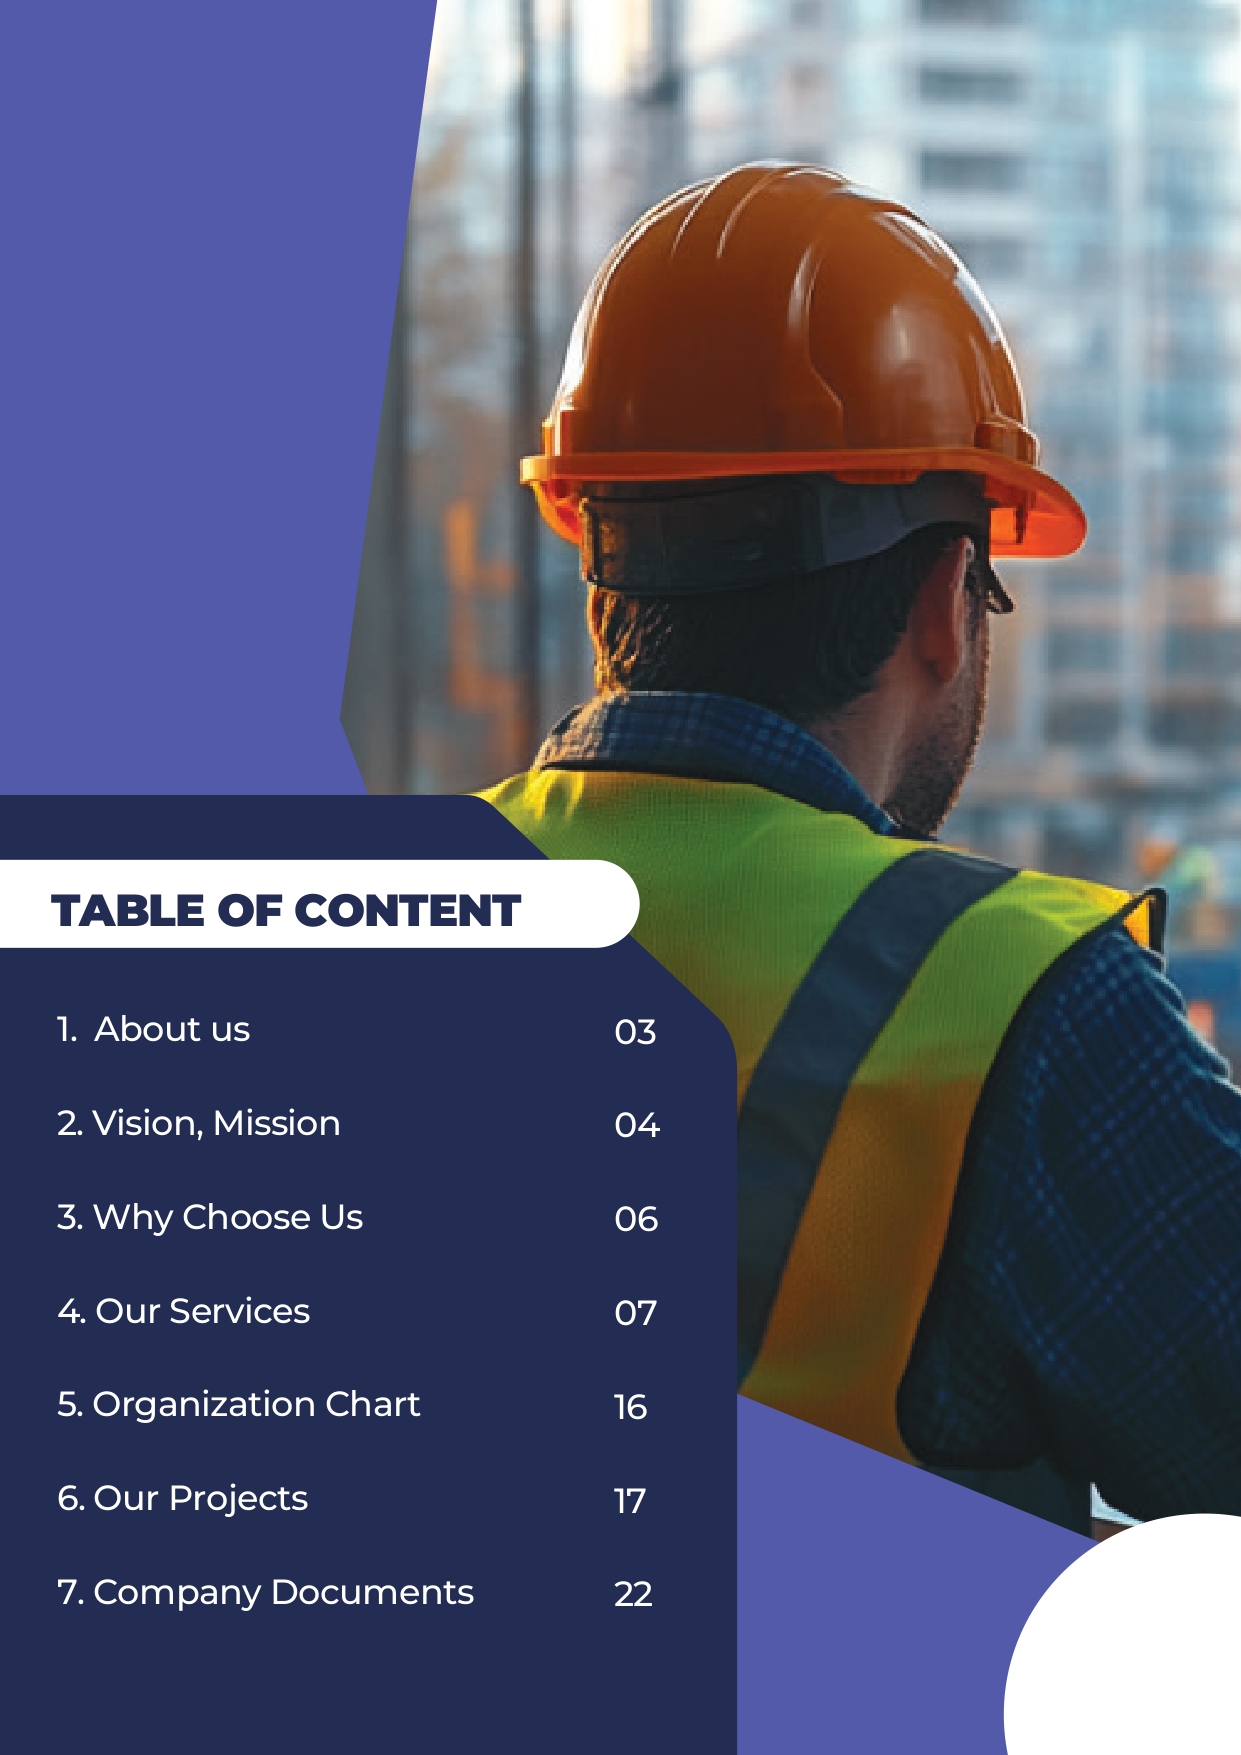 TABLE OF CONTENT
1. About us 03
2. Vision, Mission 04
3. Why Choose Us 06
4. Our Services 07
5. Organization Chart 16
6. Our Projects 17
7. Company Documents 22